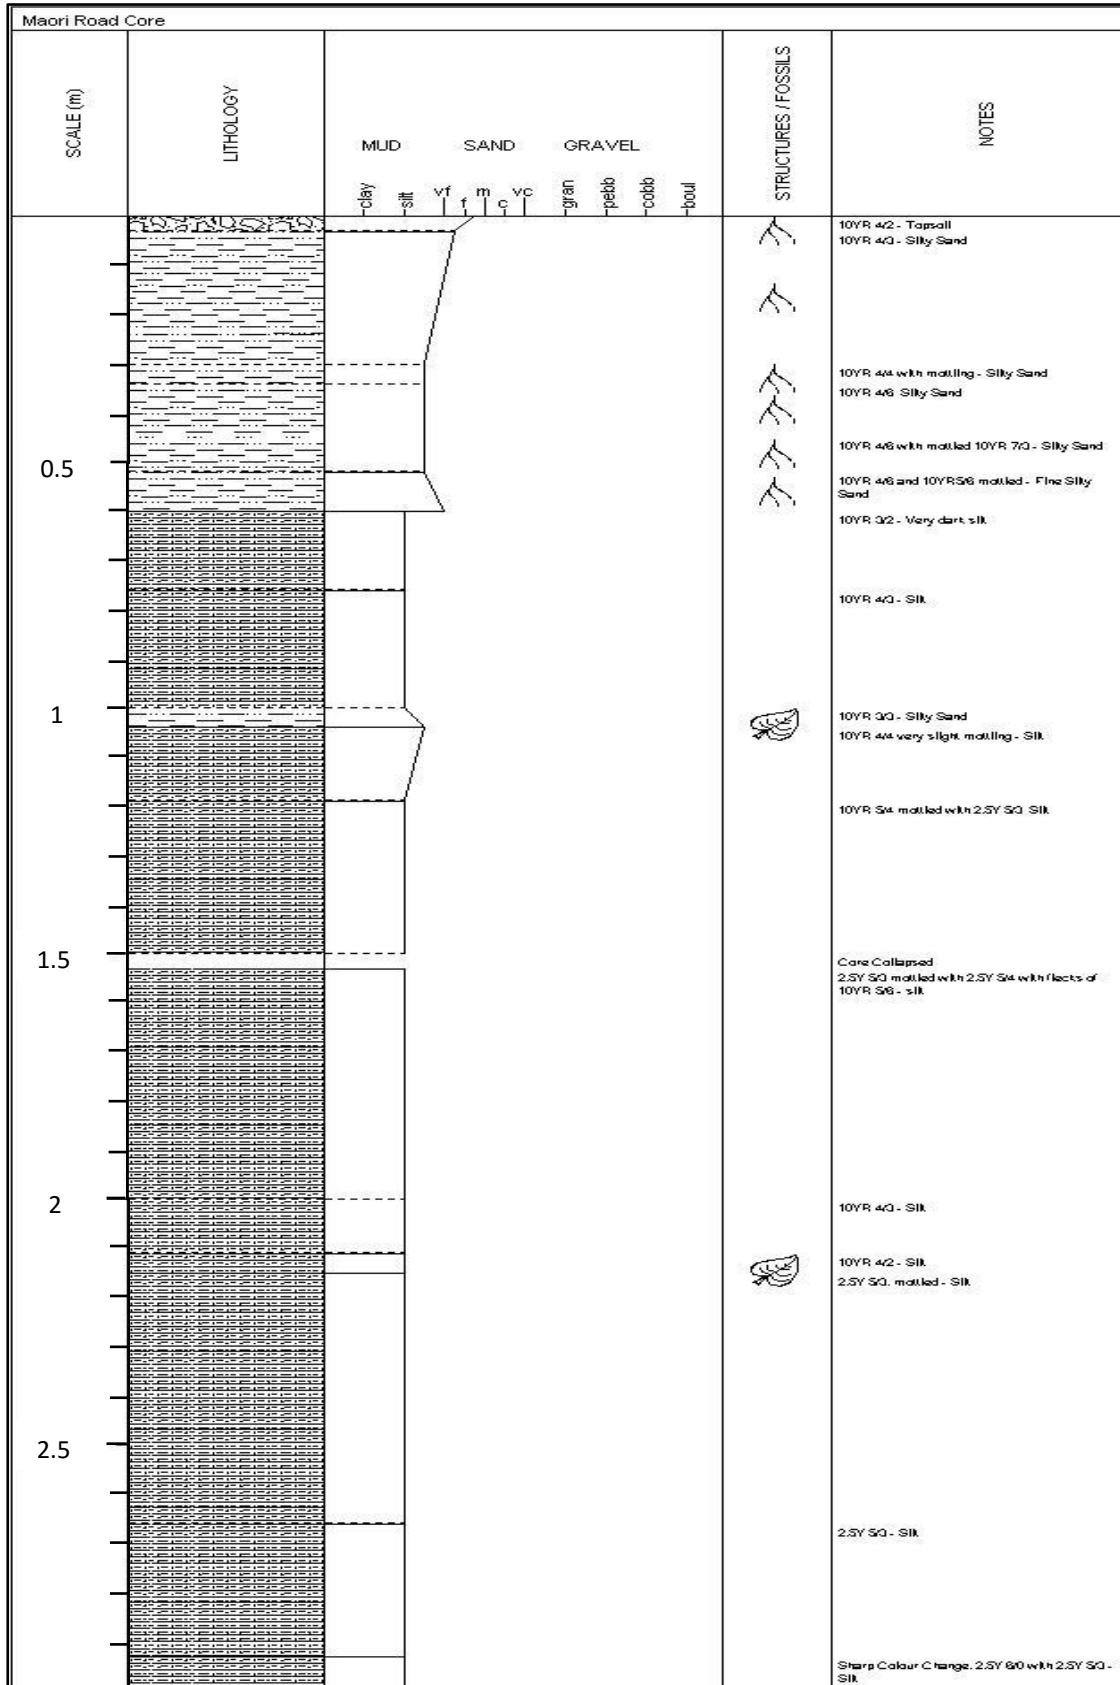 Maori Road Core
SCALE (m)
LITHOLOGY
MUD SAND GRAVEL
clay silt vf f m c vc gran pebb cobb boul
STRUCTURES / FOSSILS
NOTES
10YR 4/2 - Topsoil
10YR 4/3 - Silty Sand
10YR 4/4 with mottling - Silty Sand
10YR 4/6 Silty Sand
10YR 4/6 with mottled 10YR 7/3 - Silty Sand
0.5
10YR 4/6 and 10YR5/6 mottled - Fine Silty
Sand
10YR 3/2 - Very dark silt
10YR 4/3 - Silt
1
10YR 3/3 - Silty Sand
10YR 4/4 very slight mottling - Silt
10YR 5/4 mottled with 2.5Y 5/3 Silt
1.5
Core Collapsed
2.5Y 5/3 mottled with 2.5Y 5/4 with flecks of
10YR 5/6 - silt
2
10YR 4/3 - Silt
10YR 4/2 - Silt
2.5Y 5/3. mottled - Silt
2.5
2.5Y 5/3 - Silt
Sharp Colour Change. 2.5Y 6/0 with 2.5Y 5/3 -
Silt